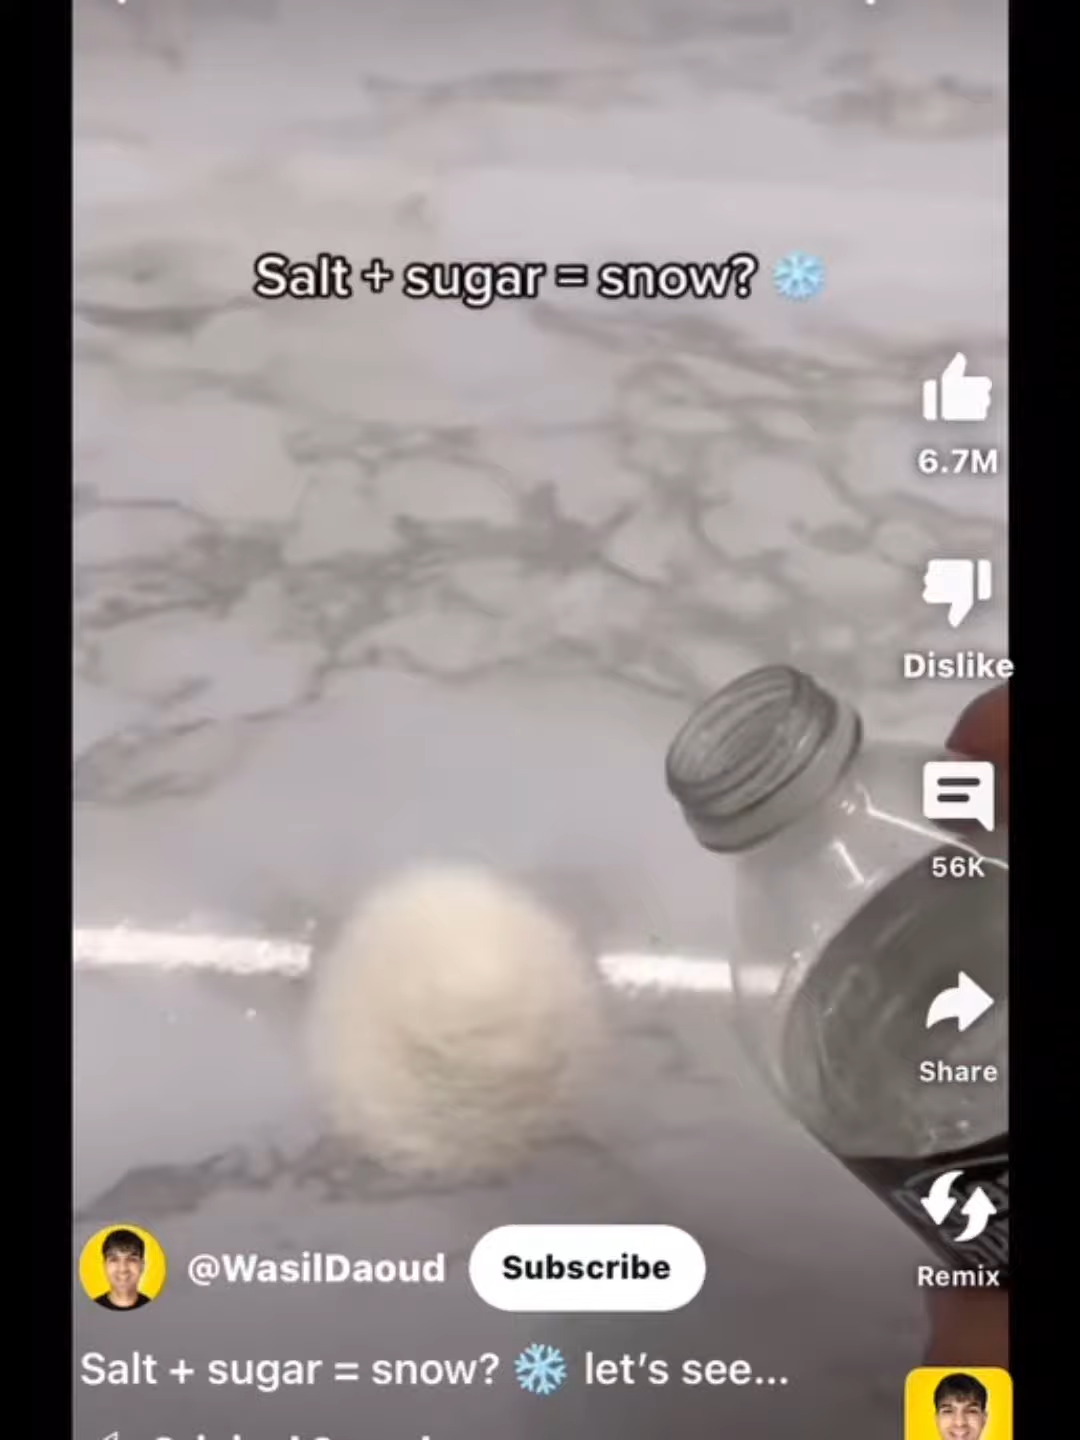 Salt + sugar = snow? ❄️
6.7M
Dislike
56K
Share
Remix
@WasilDaoud
Subscribe
Salt + sugar = snow? ❄️ let's see...